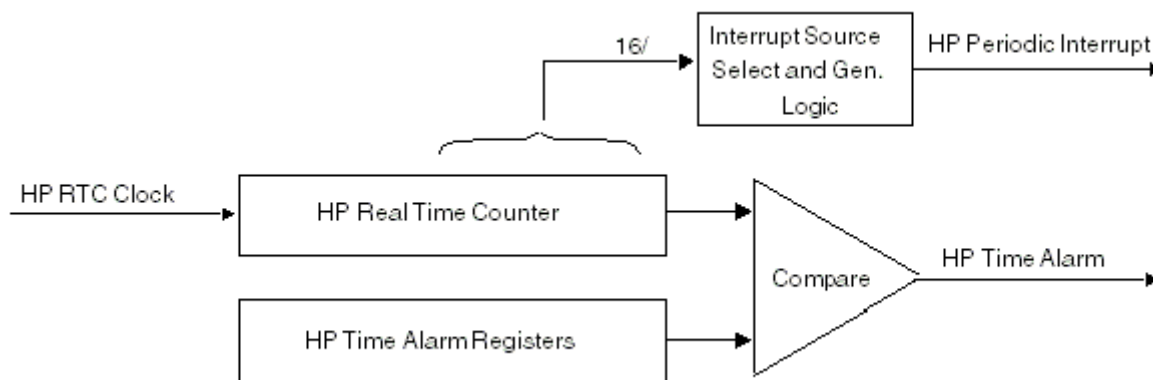 16/
Interrupt Source
Select and Gen.
Logic
HP Periodic Interrupt
HP RTC Clock
HP Real Time Counter
Compare
HP Time Alarm
HP Time Alarm Registers